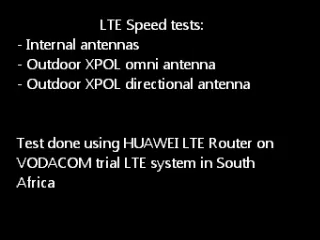 LTE Speed tests:
- Internal antennas
- Outdoor XPOL omni antenna
- Outdoor XPOL directional antenna
Test done using HUAWEI LTE Router on
VODACOM trial LTE system in South
Africa